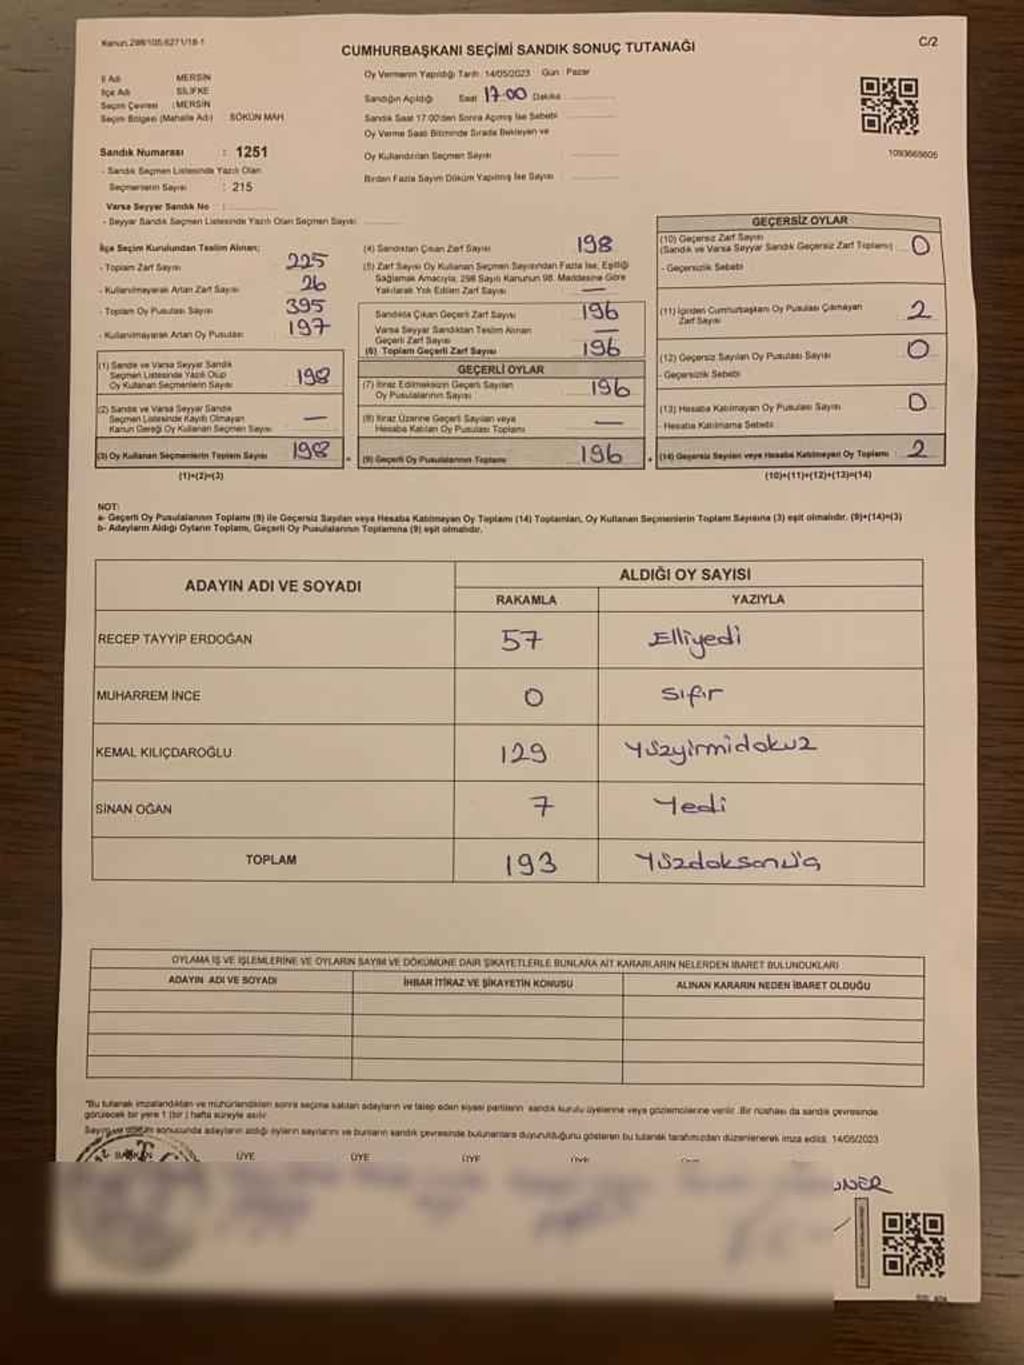 Kanun.298/105.6271/18-1
C/2
CUMHURBAŞKANI SEÇİMİ SANDIK SONUÇ TUTANAĞI
İl Adı MERSİN
İlçe Adı SİLİFKE
Seçim Çevresi : MERSİN
Seçim Bölgesi (Mahalle Adı) SÖKÜN MAH
Sandık Numarası : 1251
- Sandık Seçmen Listesinde Yazılı Olan
Seçmenlerin Sayısı : 215
Varsa Seyyar Sandık No :
- Seyyar Sandık Seçmen Listesinde Yazılı Olan Seçmen Sayısı
Oy Vermenin Yapıldığı Tarih: 14/05/2023 Gün : Pazar
Sandığın Açıldığı Saat 17:00 Dakika
Sandık Saat 17:00'den Sonra Açılmış İse Sebebi
Oy Verme Saati Bitiminde Sırada Bekleyen ve
Oy Kullandırılan Seçmen Sayısı
Birden Fazla Sayım Döküm Yapılmış İse Sayısı
1093665605
İlçe Seçim Kurulundan Teslim Alınan;
- Toplam Zarf Sayısı 225
- Kullanılmayarak Artan Zarf Sayısı 26
- Toplam Oy Pusulası Sayısı 395
- Kullanılmayarak Artan Oy Pusulası 197
(1) Sandık ve Varsa Seyyar Sandık
Seçmen Listesinde Yazılı Olup
Oy Kullanan Seçmenlerin Sayısı 198
(2) Sandık ve Varsa Seyyar Sandık
Seçmen Listesinde Kayıtlı Olmayan
Kanun Gereği Oy Kullanan Seçmen Sayısı —
(3) Oy Kullanan Seçmenlerin Toplam Sayısı 198
(1)+(2)=(3)
(4) Sandıktan Çıkan Zarf Sayısı 198
(5) Zarf Sayısı Oy Kullanan Seçmen Sayısından Fazla İse, Eşitliği
Sağlamak Amacıyla, 298 Sayılı Kanunun 98. Maddesine Göre
Yakılarak Yok Edilen Zarf Sayısı —
Sandıkta Çıkan Geçerli Zarf Sayısı 196
Varsa Seyyar Sandıktan Teslim Alınan
Geçerli Zarf Sayısı —
(6) Toplam Geçerli Zarf Sayısı 196
GEÇERLİ OYLAR
(7) İtiraz Edilmeksizin Geçerli Sayılan
Oy Pusulalarının Sayısı 196
(8) İtiraz Üzerine Geçerli Sayılan veya
Hesaba Katılan Oy Pusulası Toplamı —
(9) Geçerli Oy Pusulalarının Toplamı 196
GEÇERSİZ OYLAR
(10) Geçersiz Zarf Sayısı
(Sandık ve Varsa Seyyar Sandık Geçersiz Zarf Toplamı) 0
- Geçersizlik Sebebi
(11) İçinden Cumhurbaşkanı Oy Pusulası Çıkmayan
Zarf Sayısı 2
(12) Geçersiz Sayılan Oy Pusulası Sayısı 0
- Geçersizlik Sebebi
(13) Hesaba Katılmayan Oy Pusulası Sayısı 0
- Hesaba Katılmama Sebebi
(14) Geçersiz Sayılan veya Hesaba Katılmayan Oy Toplamı : 2
(10)+(11)+(12)+(13)=(14)
NOT:
a- Geçerli Oy Pusulalarının Toplamı (9) ile Geçersiz Sayılan veya Hesaba Katılmayan Oy Toplamı (14) Toplamları, Oy Kullanan Seçmenlerin Toplam Sayısına (3) eşit olmalıdır. (9)+(14)=(3)
b- Adayların Aldığı Oyların Toplamı, Geçerli Oy Pusulalarının Toplamına (9) eşit olmalıdır.
ADAYIN ADI VE SOYADI
ALDIĞI OY SAYISI
RAKAMLA YAZIYLA
RECEP TAYYİP ERDOĞAN 57 Elliyedi
MUHARREM İNCE 0 Sıfır
KEMAL KILIÇDAROĞLU 129 Yüzyirmidokuz
SİNAN OĞAN 7 Yedi
TOPLAM 193 Yüzdoksanüç
OYLAMA İŞ VE İŞLEMLERİNE VE OYLARIN SAYIM VE DÖKÜMÜNE DAİR ŞİKAYETLERLE BUNLARA AİT KARARLARIN NELERDEN İBARET BULUNDUKLARI
ADAYIN ADI VE SOYADI İHBAR İTİRAZ VE ŞİKAYETİN KONUSU ALINAN KARARIN NEDEN İBARET OLDUĞU
*Bu tutanak imzalandıktan ve mühürlendikten sonra seçime katılan adayların ve talep eden siyasi partilerin sandık kurulu üyelerine veya gözlemcilerine verilir. Bir nüshası da sandık çevresinde
görülecek bir yere 1 (bir) hafta süreyle asılır.
Sayım ve döküm sonucunda adayların aldığı oyların sayılarını ve bunların sandık çevresinde bulunanlara duyurulduğunu gösteren bu tutanak tarafımızdan düzenlenerek imza edildi. 14/05/2023
BAŞKAN ÜYE ÜYE ÜYE